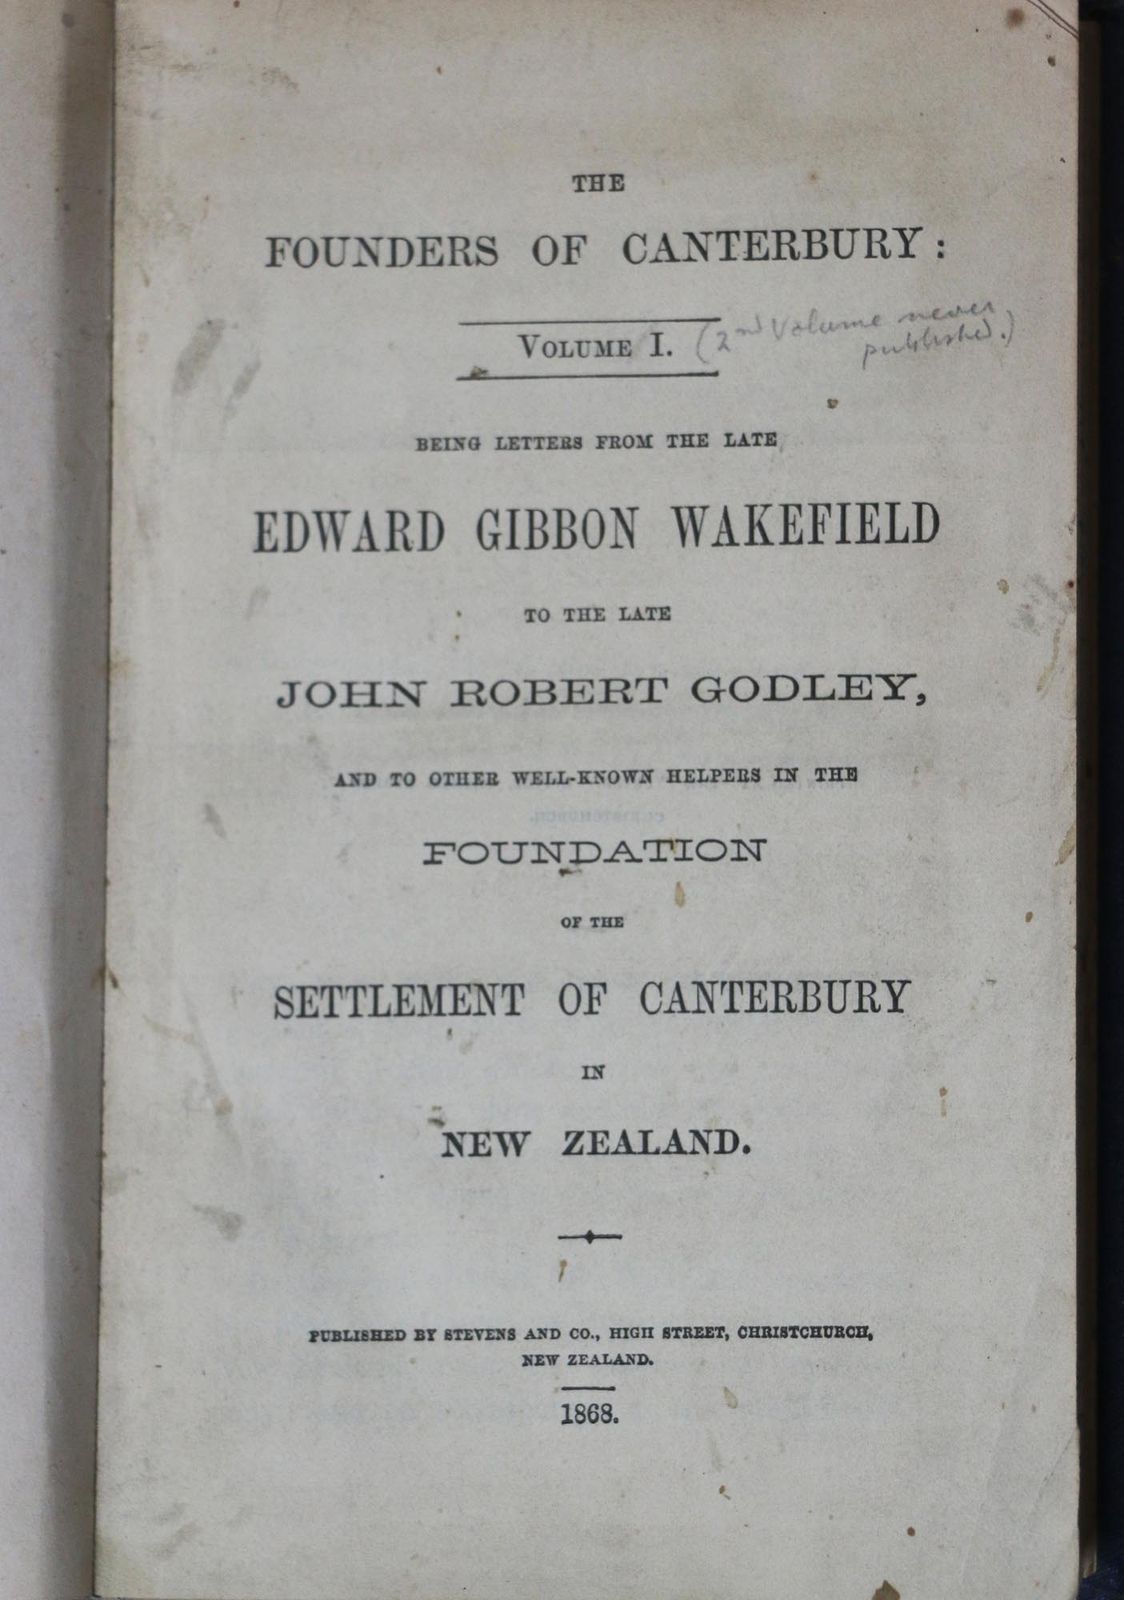 THE
FOUNDERS OF CANTERBURY:
VOLUME I. (2nd Volume never
published.)
BEING LETTERS FROM THE LATE
EDWARD GIBBON WAKEFIELD
TO THE LATE
JOHN ROBERT GODLEY,
AND TO OTHER WELL-KNOWN HELPERS IN THE
FOUNDATION
OF THE
SETTLEMENT OF CANTERBURY
IN
NEW ZEALAND.
PUBLISHED BY STEVENS AND CO., HIGH STREET, CHRISTCHURCH,
NEW ZEALAND.
1868.